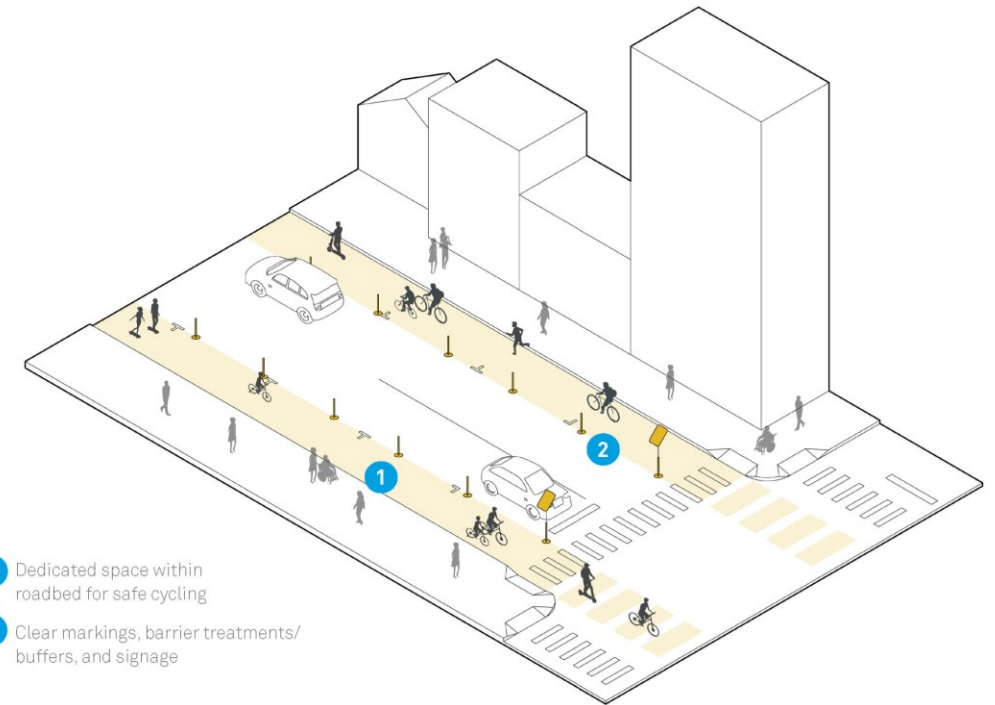 1
2
Dedicated space within
roadbed for safe cycling
Clear markings, barrier treatments/
buffers, and signage